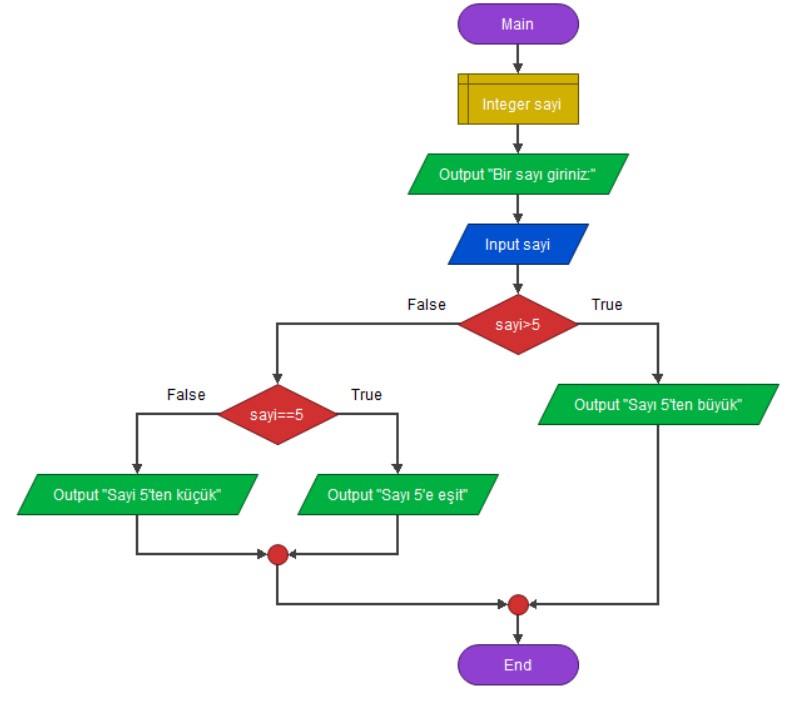 Main
Integer sayi
Output "Bir sayı giriniz:"
Input sayi
False
True
sayi>5
False
True
sayi==5
Output "Sayı 5'ten büyük"
Output "Sayi 5'ten küçük"
Output "Sayı 5'e eşit"
End